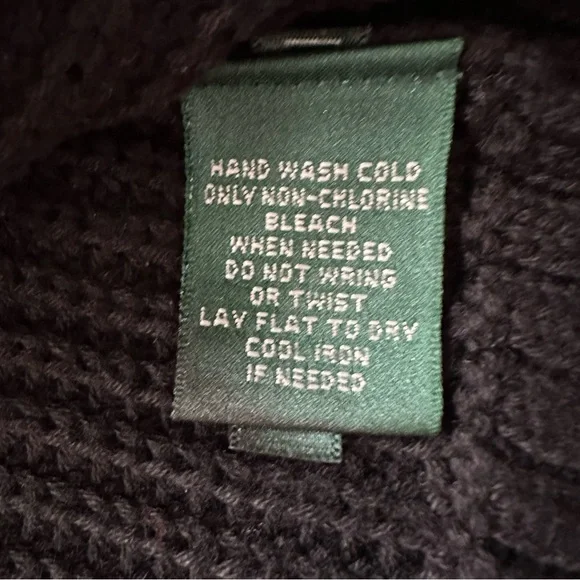 HAND WASH COLD
ONLY NON-CHLORINE
BLEACH
WHEN NEEDED
DO NOT WRING
OR TWIST
LAY FLAT TO DRY
COOL IRON
IF NEEDED